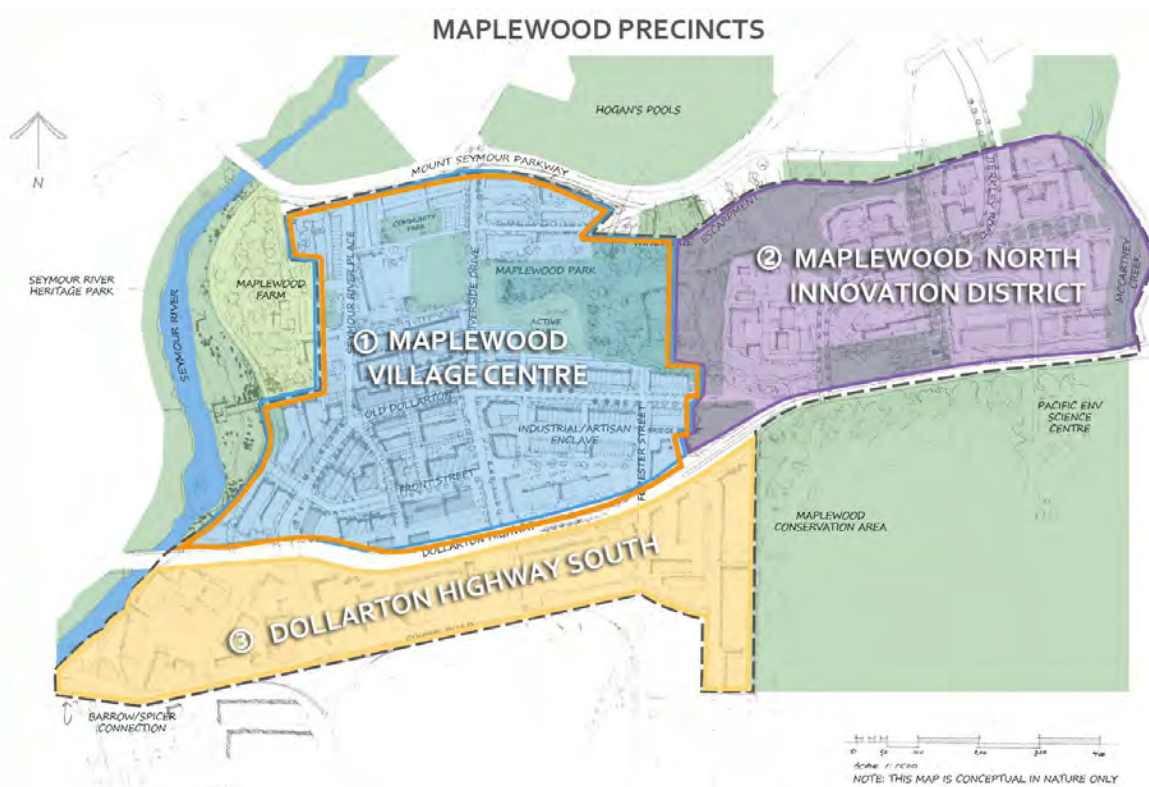 MAPLEWOOD PRECINCTS
HOGAN'S POOLS
MOUNT SEYMOUR PARKWAY
N
COMMUNITY
PARK
ESCARPMENT
SEYMOUR RIVER
HERITAGE PARK
MAPLEWOOD
FARM
SEYMOUR RIVER
SEYMOUR RIVER PLACE
RIVERSIDE DRIVE
MAPLEWOOD PARK
ACTIVE
② MAPLEWOOD NORTH
INNOVATION DISTRICT
MCCARTNEY
CREEK
① MAPLEWOOD
VILLAGE CENTRE
OLD DOLLARTON
INDUSTRIAL/ARTISAN
ENCLAVE
FRONT STREET
FORESTER STREET
PACIFIC ENV
SCIENCE
CENTRE
MAPLEWOOD
CONSERVATION AREA
DOLLARTON HIGHWAY
③ DOLLARTON HIGHWAY SOUTH
BARROW/SPICER
CONNECTION
NOTE: THIS MAP IS CONCEPTUAL IN NATURE ONLY